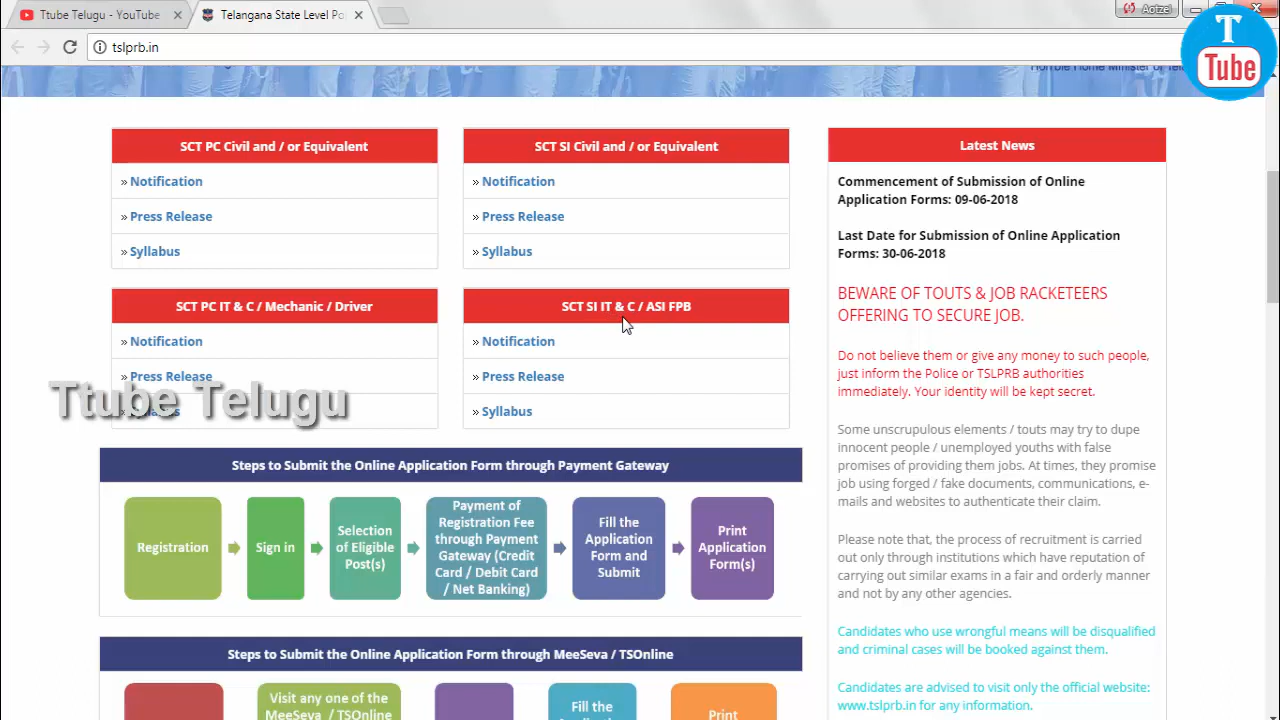 Ttube Telugu - YouTube
Telangana State Level Po
Aotzei
tslprb.in
T
Tube
SCT PC Civil and / or Equivalent
» Notification
» Press Release
» Syllabus
SCT SI Civil and / or Equivalent
» Notification
» Press Release
» Syllabus
SCT PC IT & C / Mechanic / Driver
» Notification
» Press Release
SCT SI IT & C / ASI FPB
» Notification
» Press Release
» Syllabus
Ttube Telugu
Steps to Submit the Online Application Form through Payment Gateway
Registration
Sign in
Selection
of Eligible
Post(s)
Payment of
Registration Fee
through Payment
Gateway (Credit
Card / Debit Card
/ Net Banking)
Fill the
Application
Form and
Submit
Print
Application
Form(s)
Steps to Submit the Online Application Form through MeeSeva / TSOnline
Visit any one of the
MeeSeva / TSOnline
Fill the
Print
Latest News
Commencement of Submission of Online
Application Forms: 09-06-2018
Last Date for Submission of Online Application
Forms: 30-06-2018
BEWARE OF TOUTS & JOB RACKETEERS
OFFERING TO SECURE JOB.
Do not believe them or give any money to such people,
just inform the Police or TSLPRB authorities
immediately. Your identity will be kept secret.
Some unscrupulous elements / touts may try to dupe
innocent people / unemployed youths with false
promises of providing them jobs. At times, they promise
job using forged / fake documents, communications, e-
mails and websites to authenticate their claim.
Please note that, the process of recruitment is carried
out only through institutions which have reputation of
carrying out similar exams in a fair and orderly manner
and not by any other agencies.
Candidates who use wrongful means will be disqualified
and criminal cases will be booked against them.
Candidates are advised to visit only the official website:
www.tslprb.in for any information.